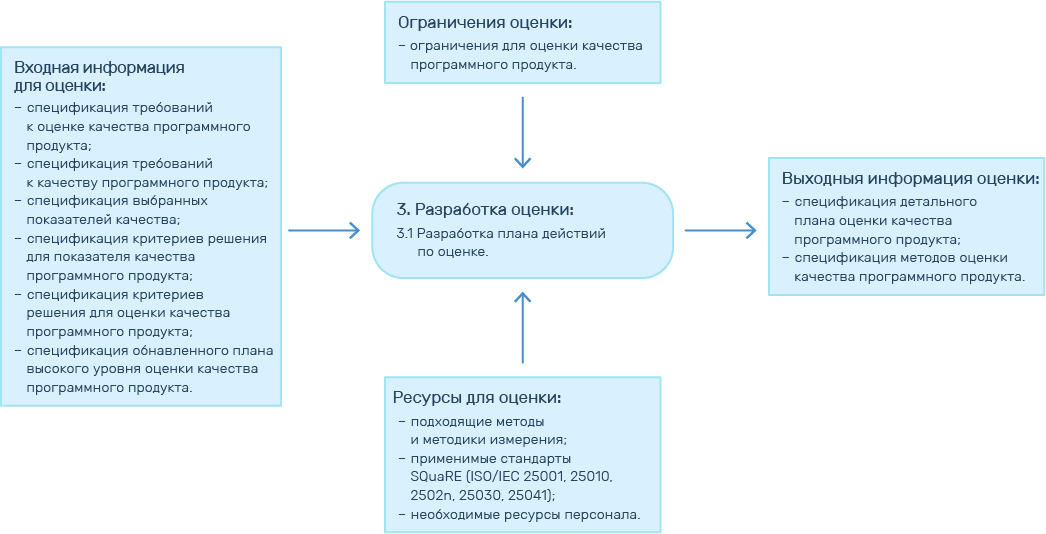 Ограничения оценки:
– ограничения для оценки качества
программного продукта.
Входная информация
для оценки:
– спецификация требований
к оценке качества программного
продукта;
– спецификация требований
к качеству программного продукта;
– спецификация выбранных
показателей качества;
– спецификация критериев решения
для показателя качества
программного продукта;
– спецификация критериев
решения для оценки качества
программного продукта;
– спецификация обнавленного плана
высокого уровня оценки качества
программного продукта.
3. Разработка оценки:
3.1 Разработка плана действий
по оценке.
Выходныя информация оценки:
– спецификация детального
плана оценки качества
программного продукта;
– спецификация методов оценки
качества программного продукта.
Ресурсы для оценки:
– подходящие методы
и методики измерения;
– применимые стандарты
SQuaRE (ISO/IEC 25001, 25010,
2502n, 25030, 25041);
– необходимые ресурсы персонала.